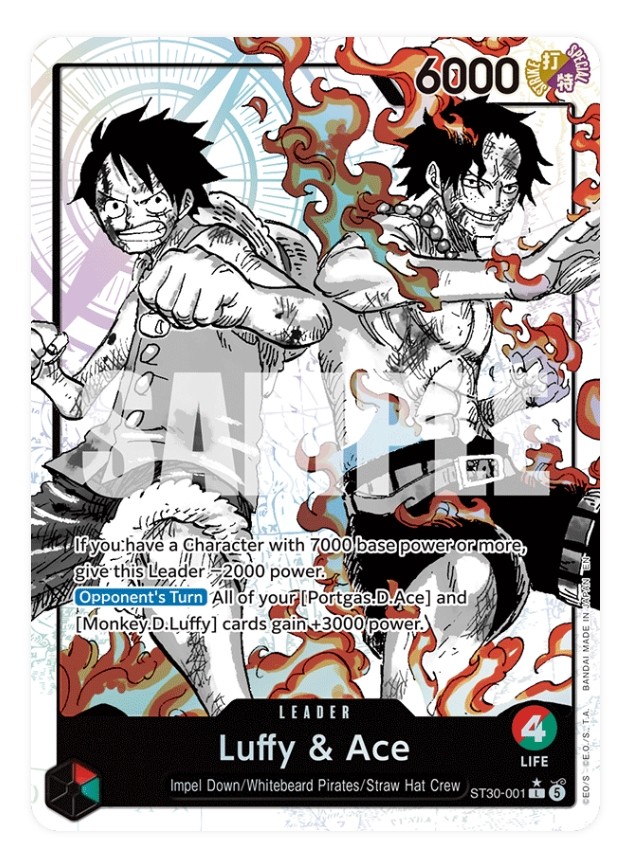 6000
STRIKE 打
特 SPECIAL
SAMPLE
If you have a Character with 7000 base power or more,
give this Leader −2000 power.
Opponent's Turn All of your [Portgas.D.Ace] and
[Monkey.D.Luffy] cards gain +3000 power.
LEADER
Luffy & Ace
4
LIFE
Impel Down/Whitebeard Pirates/Straw Hat Crew
ST30-001 ★ L 5
©E.O/S ©E.O./S., T.A. BANDAI MADE IN JAPAN EN